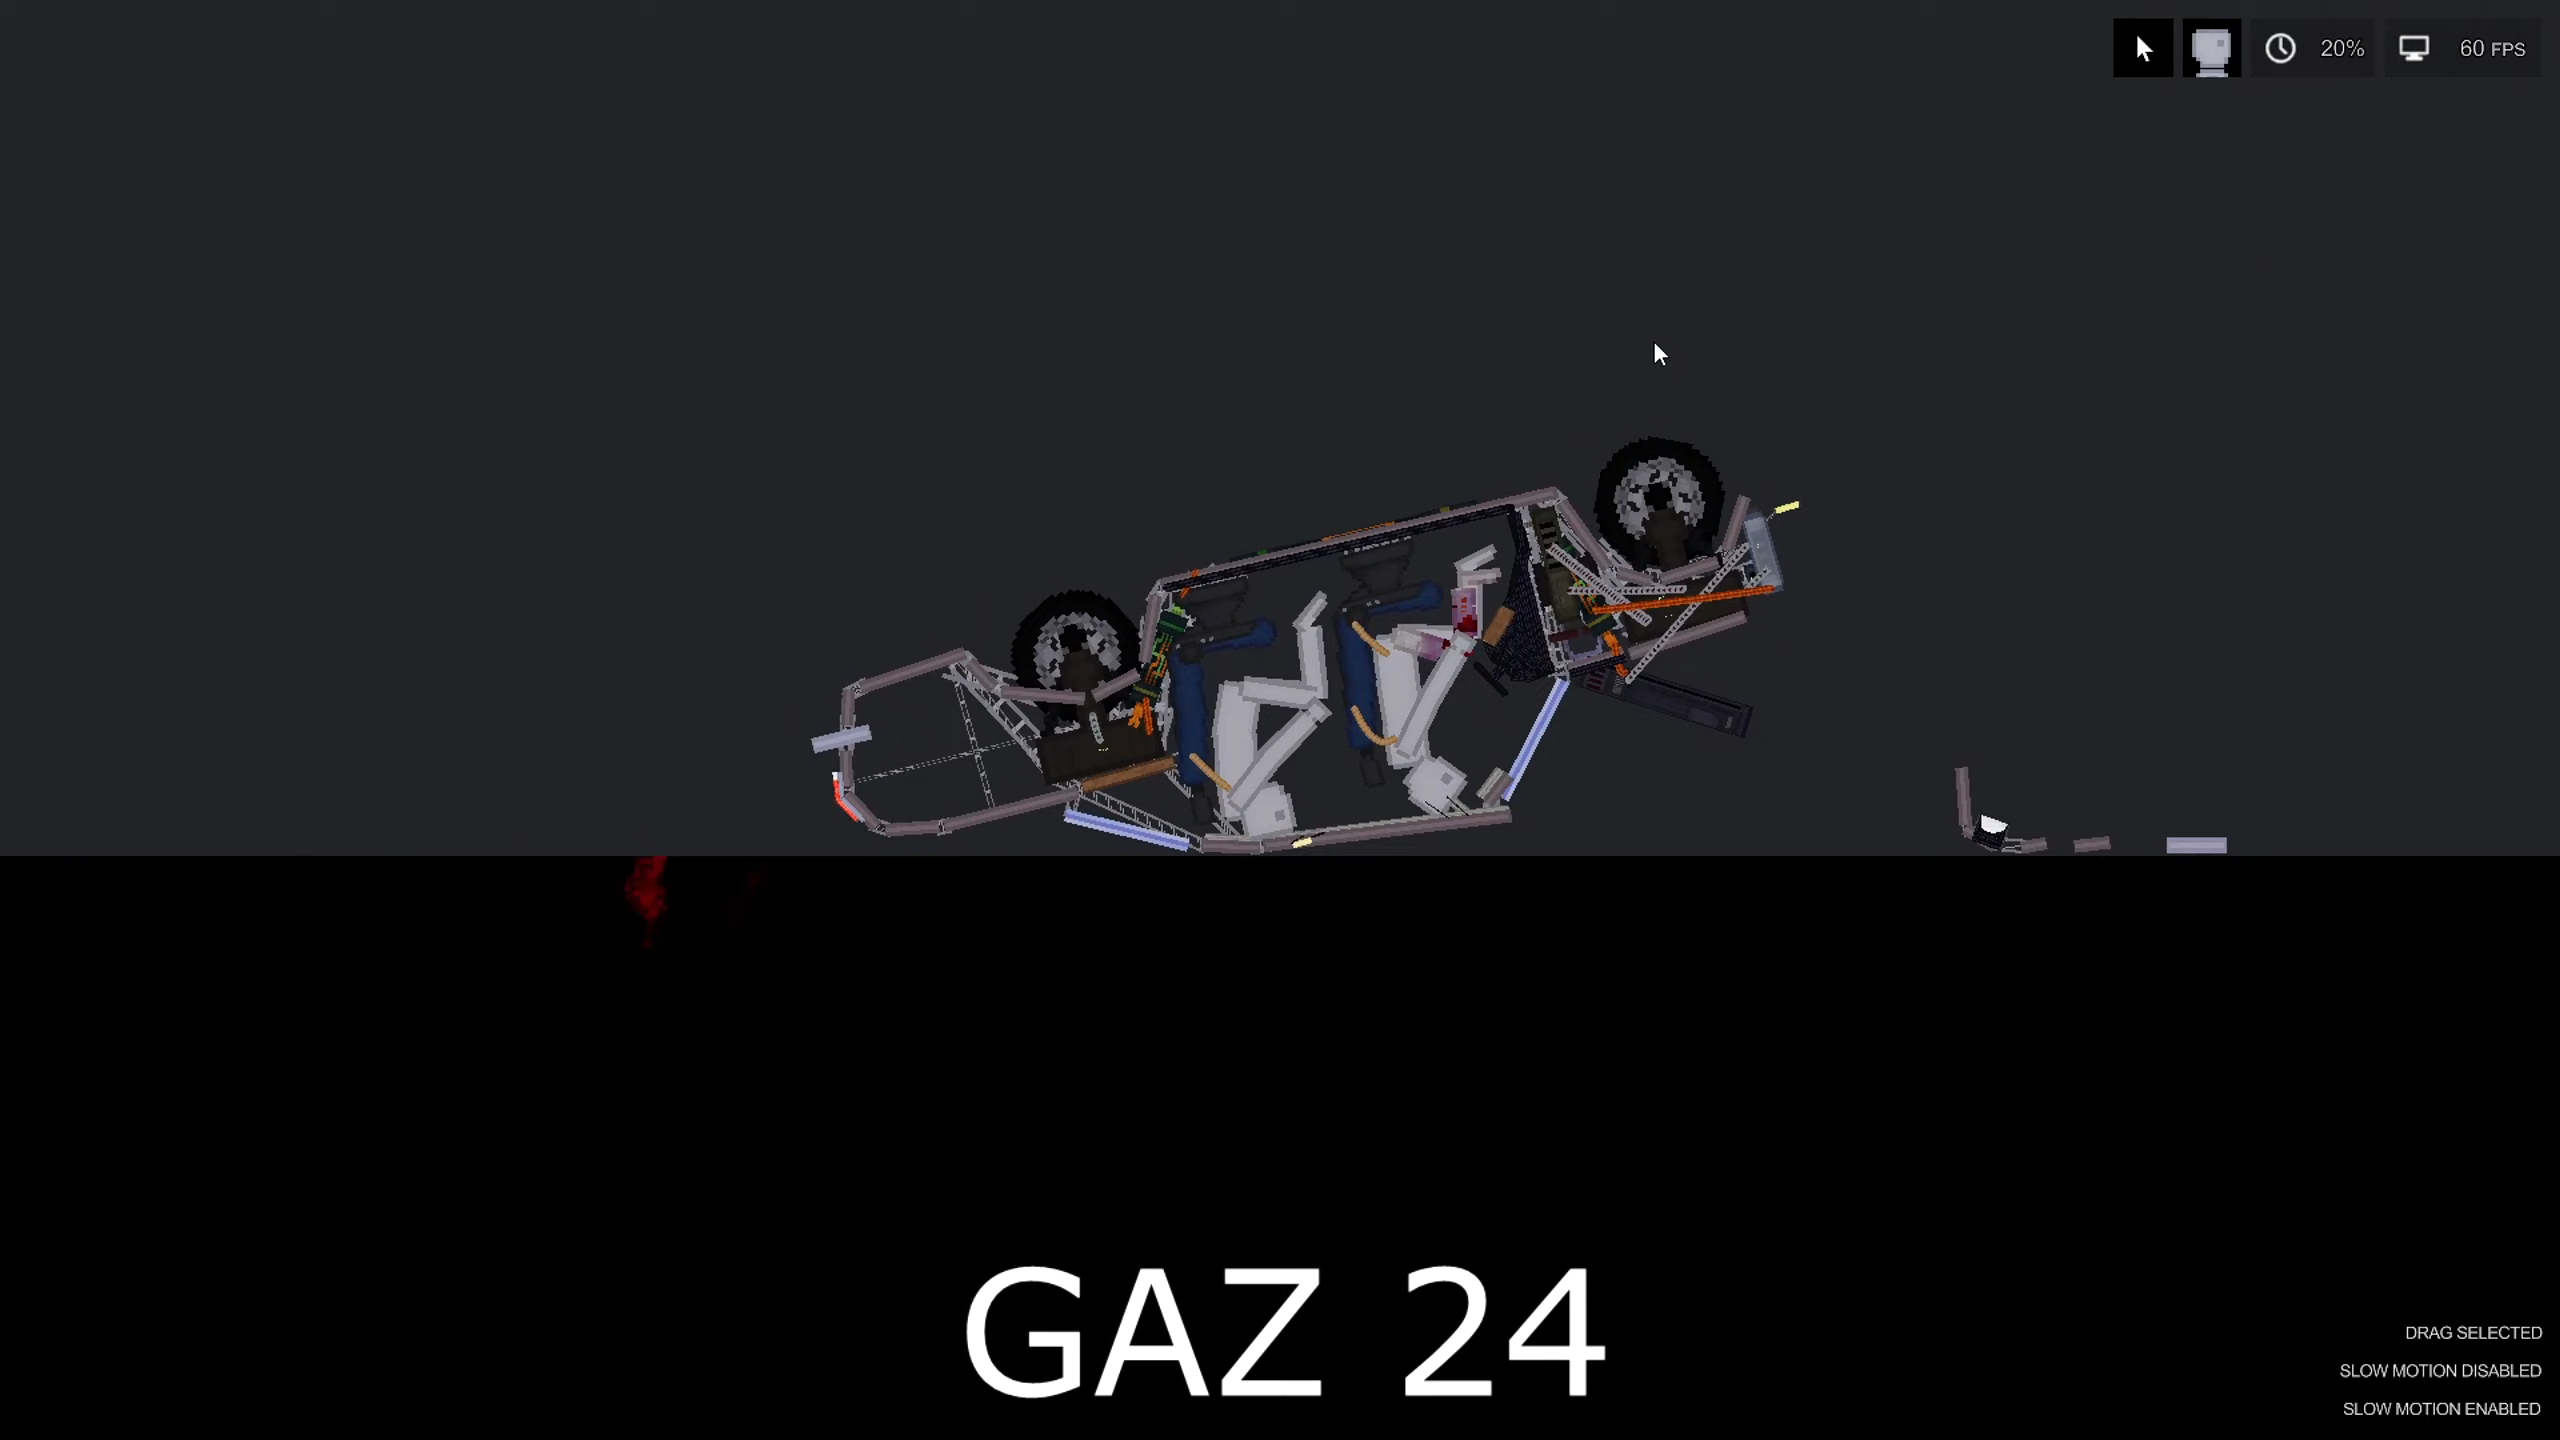 20%
60 FPS
GAZ 24
DRAG SELECTED
SLOW MOTION DISABLED
SLOW MOTION ENABLED